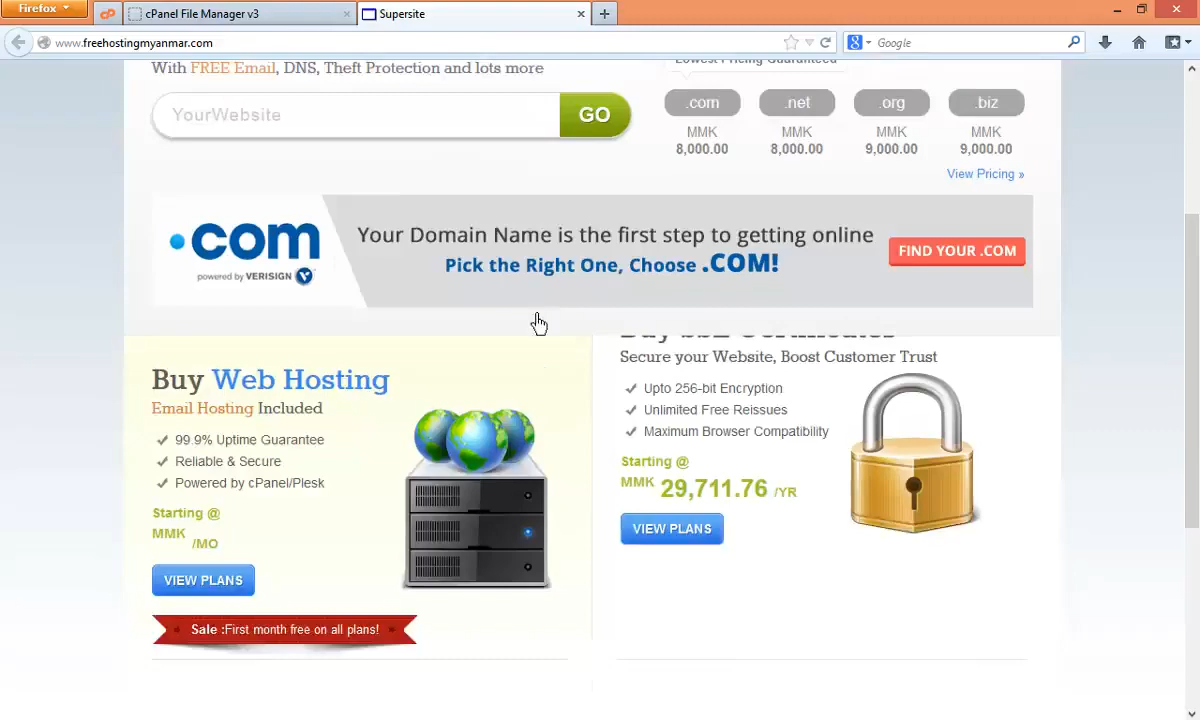 Firefox
cPanel File Manager v3
Supersite
www.freehostingmyanmar.com
Google
With FREE Email, DNS, Theft Protection and lots more
Lowest Pricing Guaranteed
YourWebsite
GO
.com
.net
.org
.biz
MMK
8,000.00
MMK
8,000.00
MMK
9,000.00
MMK
9,000.00
View Pricing »
.com
powered by VERISIGN
Your Domain Name is the first step to getting online
Pick the Right One, Choose .COM!
FIND YOUR .COM
Buy Web Hosting
Email Hosting Included
99.9% Uptime Guarantee
Reliable & Secure
Powered by cPanel/Plesk
Starting @
MMK
/MO
VIEW PLANS
Sale :First month free on all plans!
Buy SSL Certificates
Secure your Website, Boost Customer Trust
Upto 256-bit Encryption
Unlimited Free Reissues
Maximum Browser Compatibility
Starting @
MMK 29,711.76 /YR
VIEW PLANS